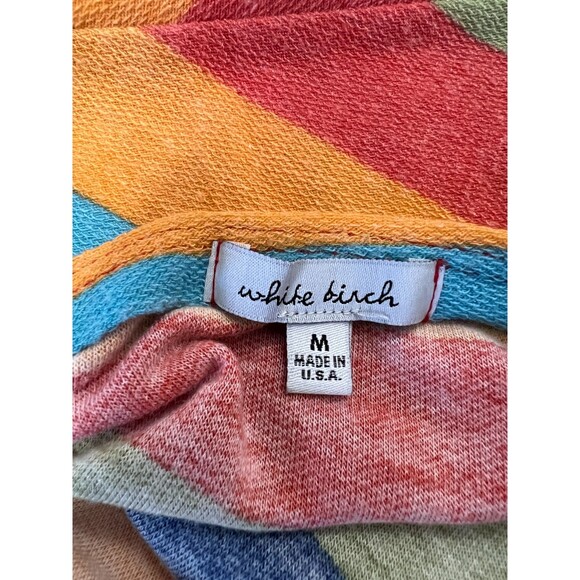 white birch
M
MADE IN
U.S.A.